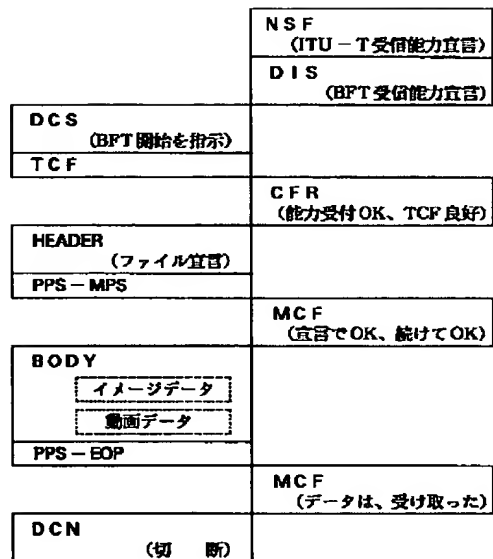 NSF
(ITU-T受信能力宣言)
DIS
(BFT受信能力宣言)
DCS
(BFT開始を指示)
TCF
CFR
(能力受付OK、TCF良好)
HEADER
(ファイル宣言)
PPS-MPS
MCF
(宣言でOK、続けてOK)
BODY
イメージデータ
動画データ
PPS-EOP
MCF
(データは、受け取った)
DCN
(切 断)